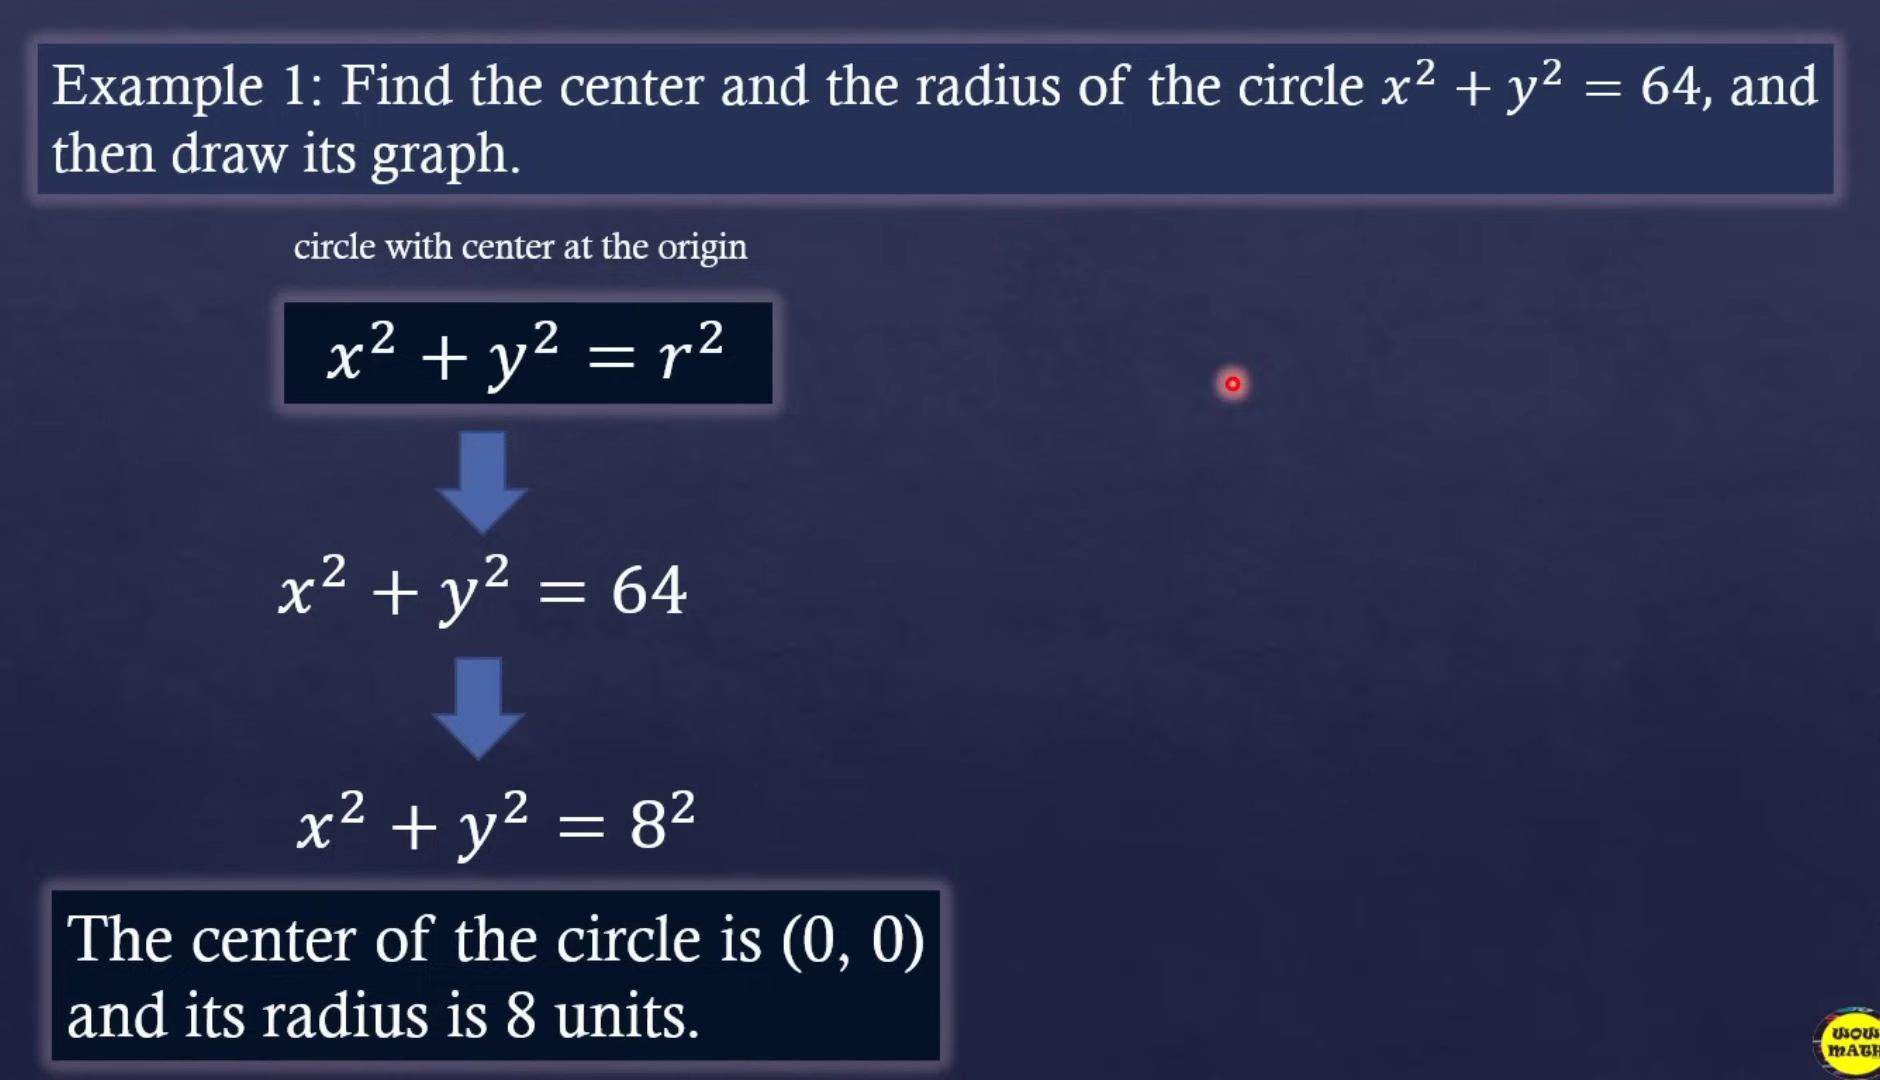 Example 1: Find the center and the radius of the circle x² + y² = 64, and
then draw its graph.
circle with center at the origin
x² + y² = r²
x² + y² = 64
x² + y² = 8²
The center of the circle is (0, 0)
and its radius is 8 units.
WOW
MATH